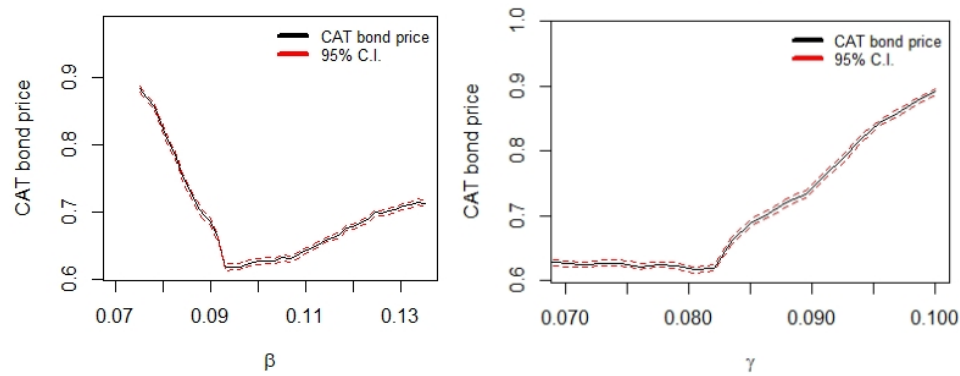 CAT bond price
95% C.I.
CAT bond price
0.9
0.8
0.7
0.6
0.07 0.09 0.11 0.13
β
CAT bond price
95% C.I.
CAT bond price
1.0
0.9
0.8
0.7
0.6
0.070 0.080 0.090 0.100
γ